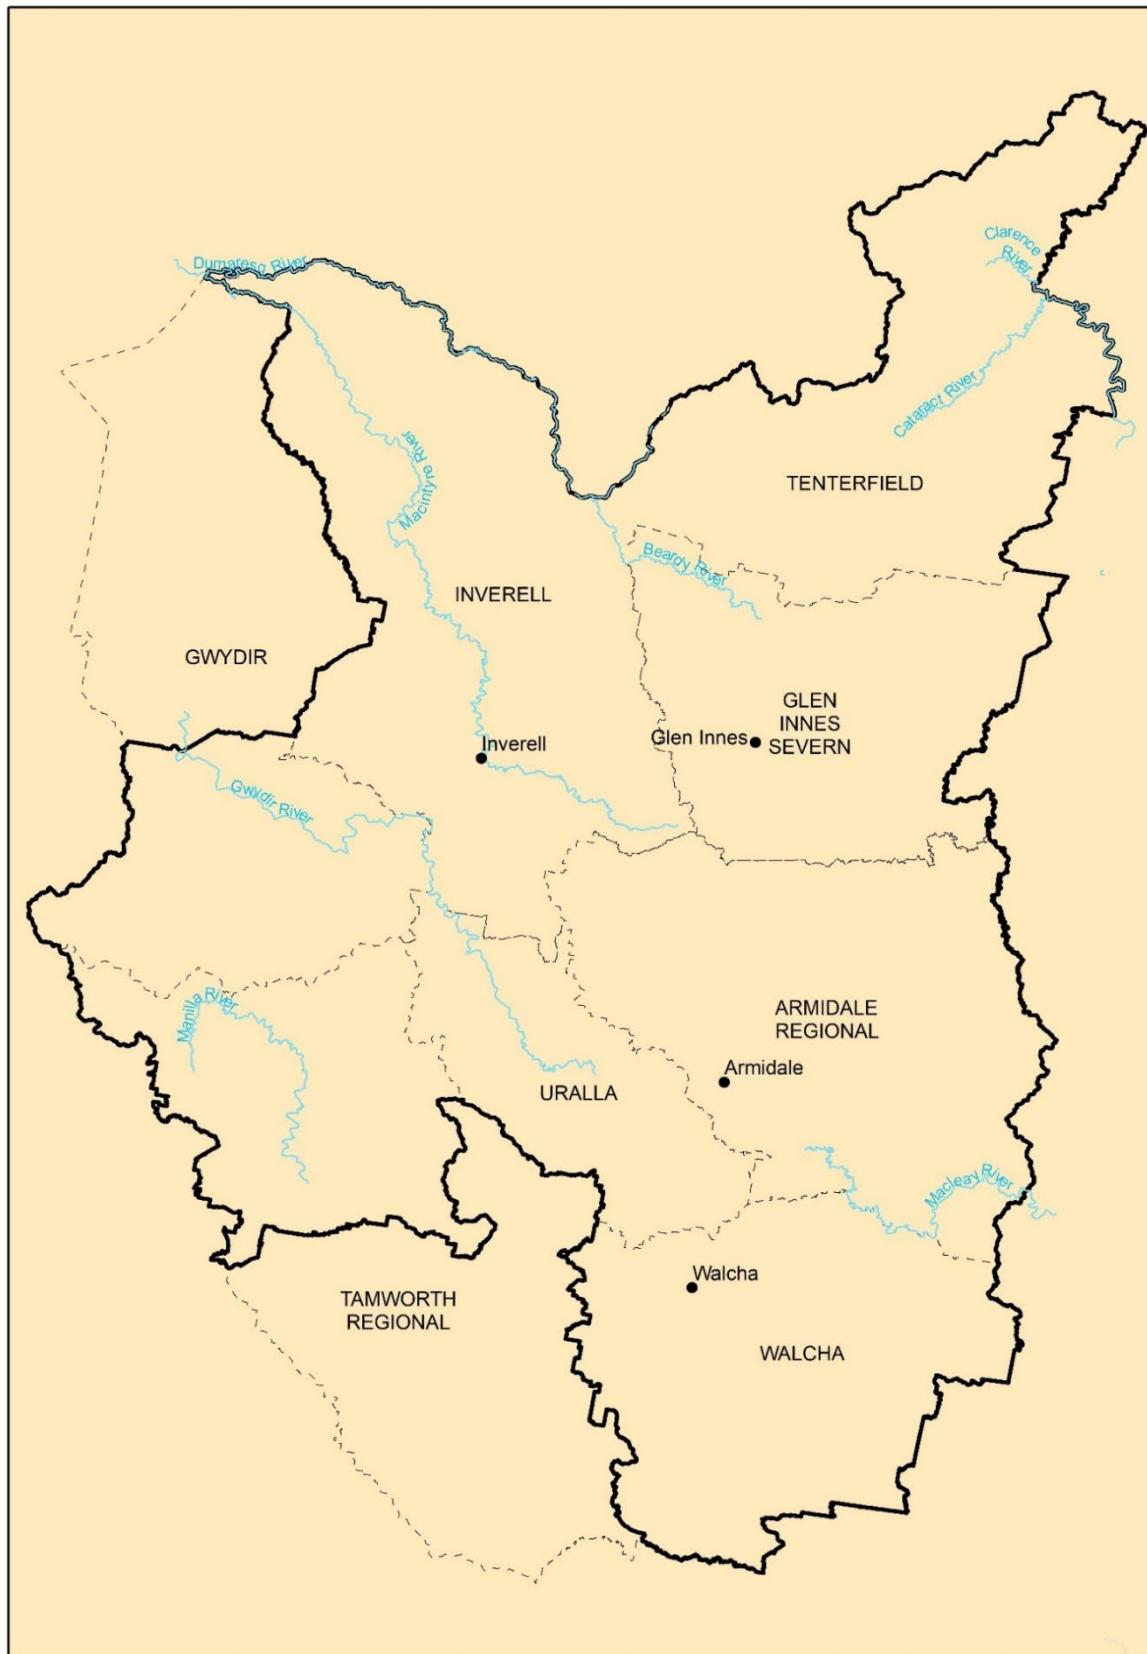 Clarence
River
Dumaresq River
Cataract River
Macintyre River
TENTERFIELD
Beardy River
INVERELL
GWYDIR
GLEN
INNES
SEVERN
Glen Innes
Inverell
Gwydir River
Manilla River
ARMIDALE
REGIONAL
Armidale
URALLA
Macleay River
Walcha
TAMWORTH
REGIONAL
WALCHA